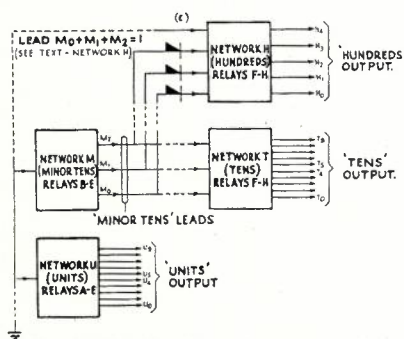 (ε)
LEAD M₀+M₁+M₂=1
(SEE TEXT - NETWORK H)
NETWORK H
(HUNDREDS)
RELAYS F-H
H₄
H₃
H₂
H₁
H₀
'HUNDREDS'
OUTPUT.
NETWORK M
(MINOR TENS)
RELAYS B-E
M₂
M₁
M₀
NETWORK T
(TENS)
RELAYS F-H
T₅
T₄
T₀
'TENS'
OUTPUT.
'MINOR TENS' LEADS
NETWORK U
(UNITS)
RELAYS A-E
U₉
U₅
U₄
U₀
'UNITS'
OUTPUT